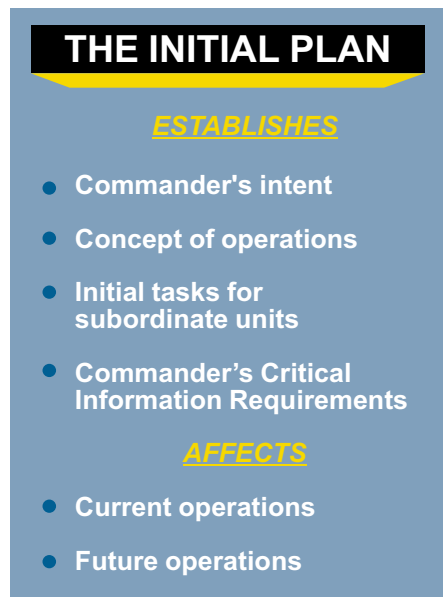 THE INITIAL PLAN
ESTABLISHES
Commander's intent
Concept of operations
Initial tasks for
subordinate units
Commander’s Critical
Information Requirements
AFFECTS
Current operations
Future operations